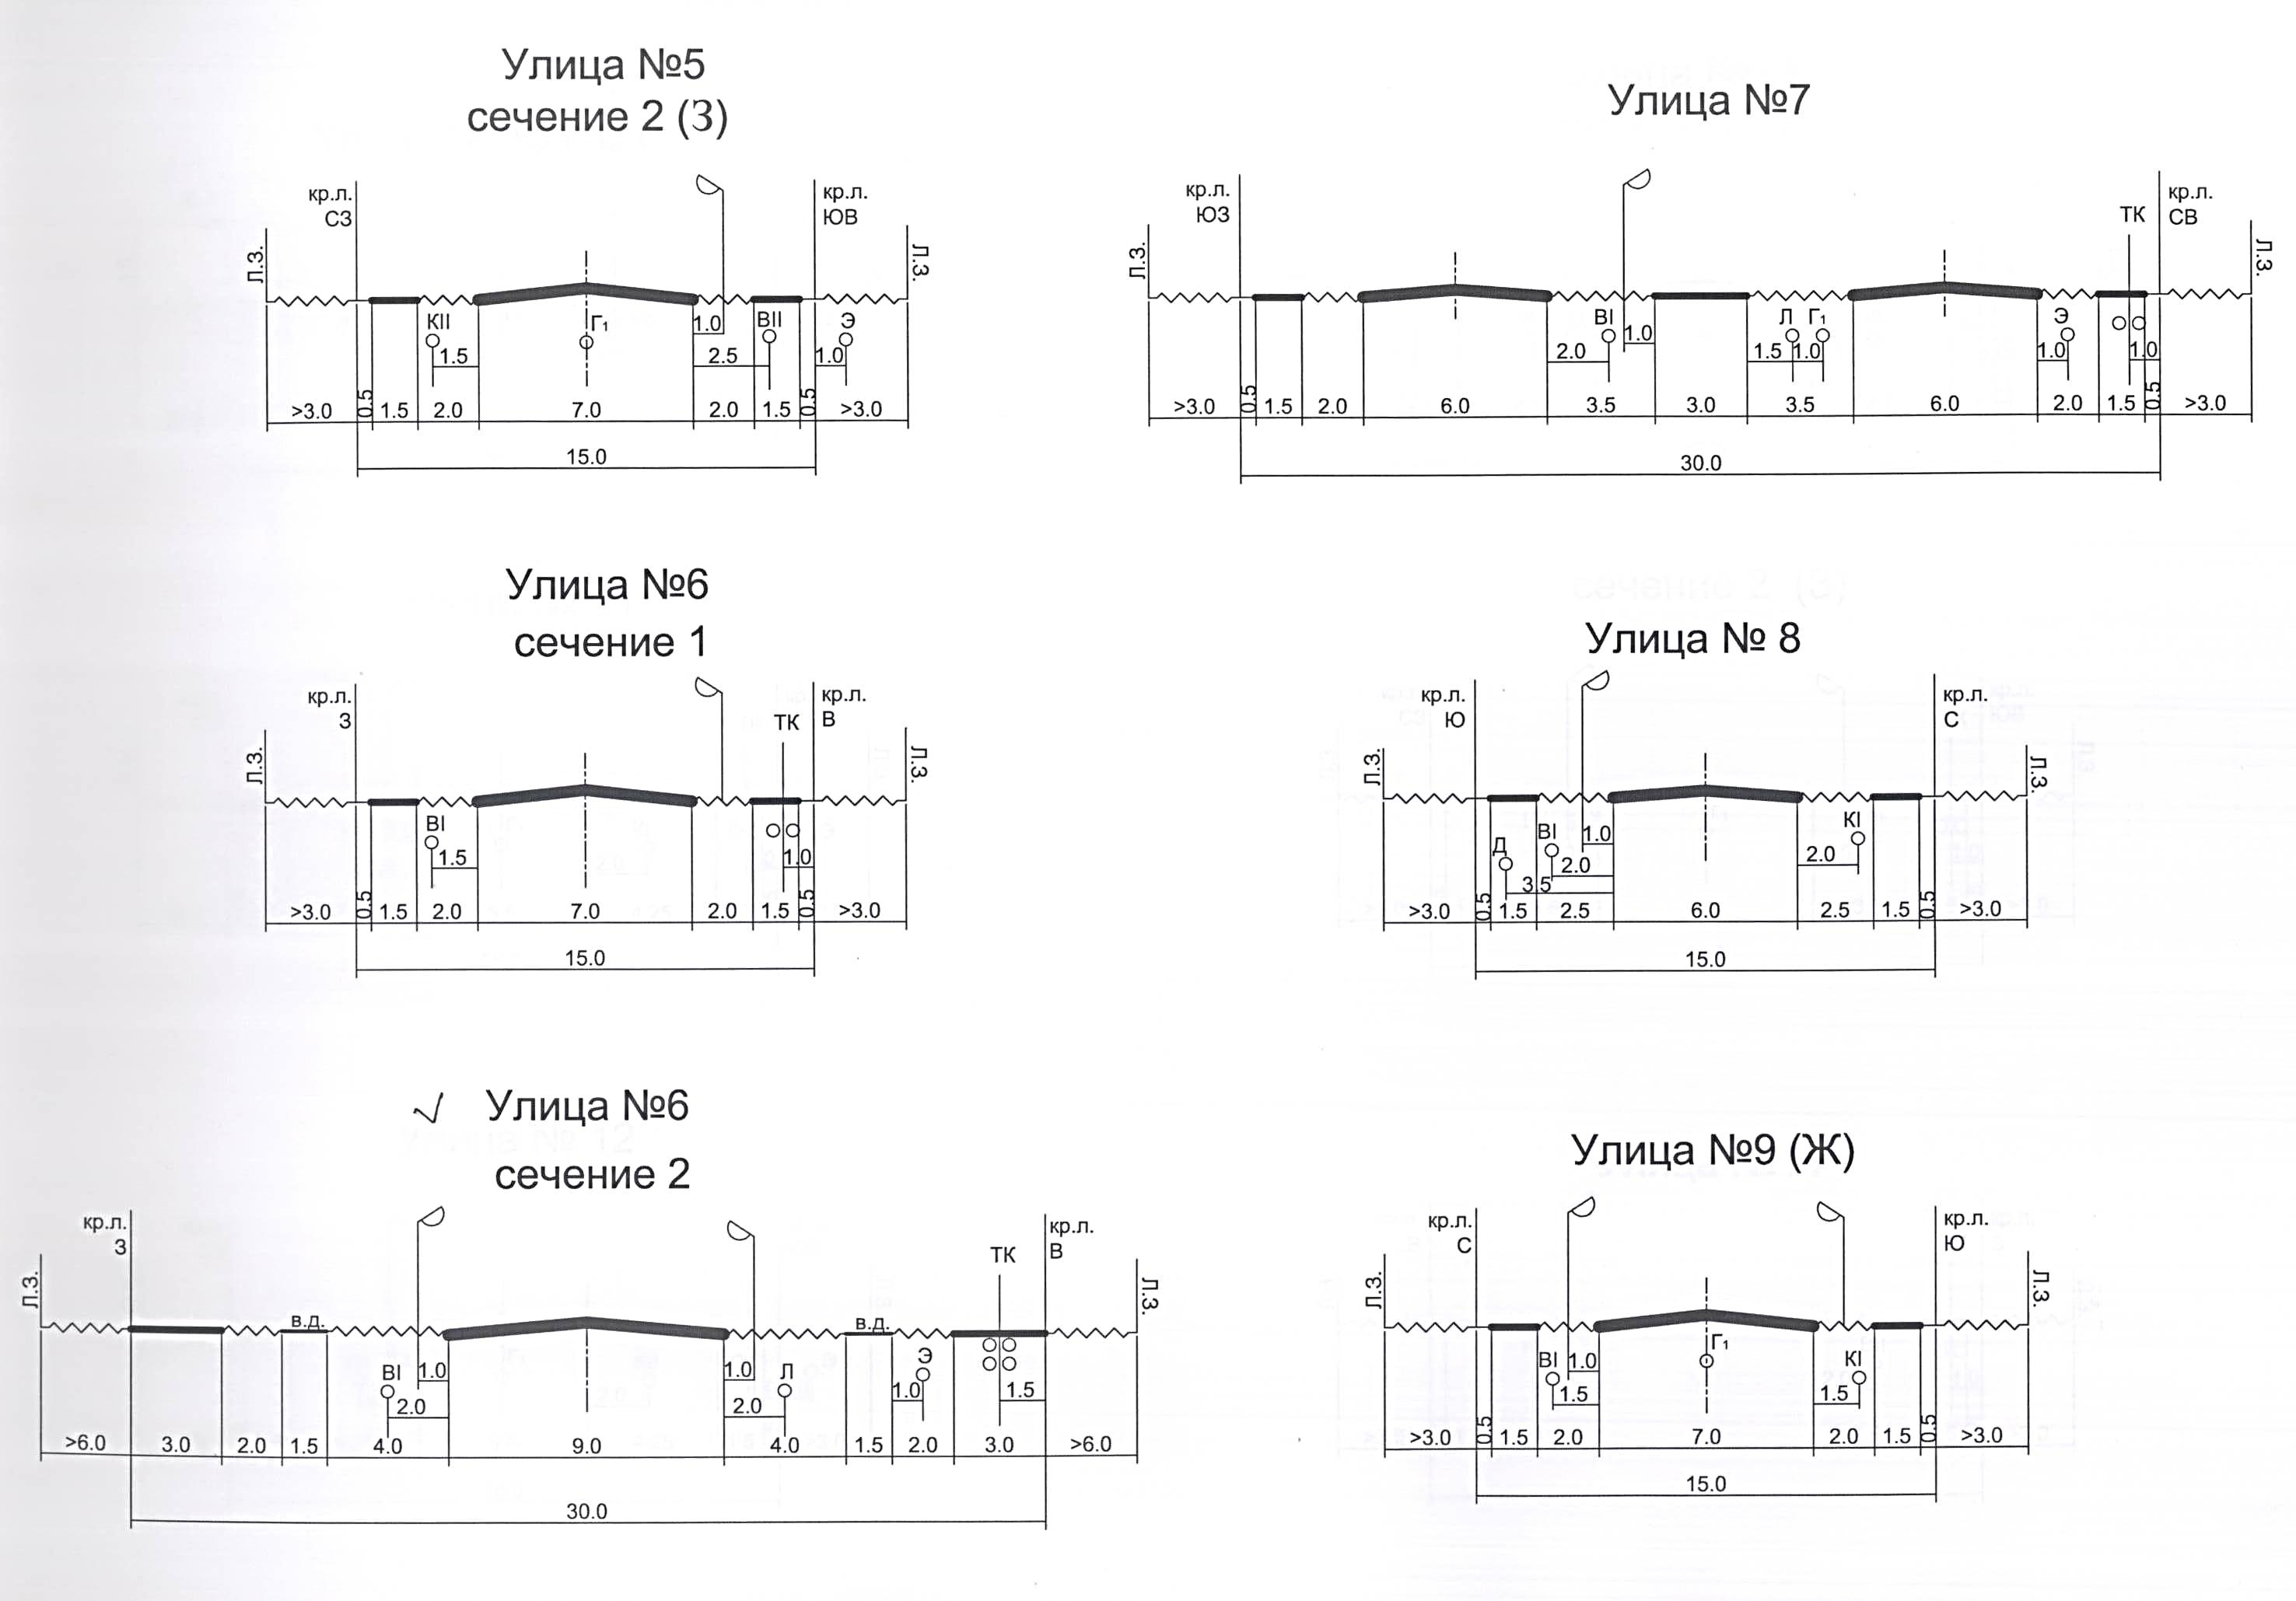 Улица №5
сечение 2 (З)
кр.л.
СЗ
кр.л.
ЮВ
Л.З.
Л.З.
КII
Г₁
1.0
ВII
Э
1.5
2.5
1.0
>3.0
0.5
1.5
2.0
7.0
2.0
1.5
0.5
>3.0
15.0
Улица №7
кр.л.
ЮЗ
ТК
кр.л.
СВ
Л.З.
Л.З.
ВI
1.0
Л
Г₁
Э
2.0
1.5
1.0
1.0
1.0
>3.0
0.5
1.5
2.0
6.0
3.5
3.0
3.5
6.0
2.0
1.5
0.5
>3.0
30.0
Улица №6
сечение 1
кр.л.
З
ТК
кр.л.
В
Л.З.
Л.З.
ВI
1.5
1.0
>3.0
0.5
1.5
2.0
7.0
2.0
1.5
0.5
>3.0
15.0
Улица № 8
кр.л.
Ю
кр.л.
С
Л.З.
Л.З.
Д
ВI
1.0
КI
2.0
3.5
2.0
>3.0
0.5
1.5
2.5
6.0
2.5
1.5
0.5
>3.0
15.0
√ Улица №6
сечение 2
кр.л.
З
ТК
кр.л.
В
Л.З.
Л.З.
в.д.
в.д.
ВI
1.0
2.0
1.0
Л
2.0
Э
1.0
1.5
>6.0
3.0
2.0
1.5
4.0
9.0
4.0
1.5
2.0
3.0
>6.0
30.0
Улица №9 (Ж)
кр.л.
С
кр.л.
Ю
Л.З.
Л.З.
ВI
1.0
1.5
Г₁
КI
1.5
>3.0
0.5
1.5
2.0
7.0
2.0
1.5
0.5
>3.0
15.0